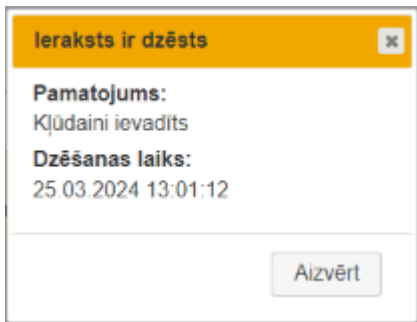 Ieraksts ir dzēsts
Pamatojums:
Kļūdaini ievadīts
Dzēšanas laiks:
25.03.2024 13:01:12
Aizvērt